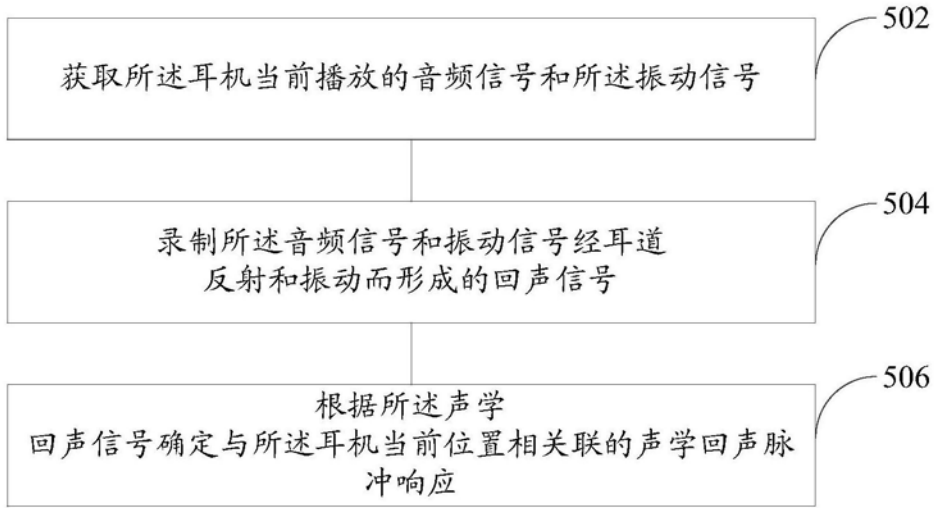 502
获取所述耳机当前播放的音频信号和所述振动信号
504
录制所述音频信号和振动信号经耳道
反射和振动而形成的回声信号
506
根据所述声学
回声信号确定与所述耳机当前位置相关联的声学回声脉
冲响应